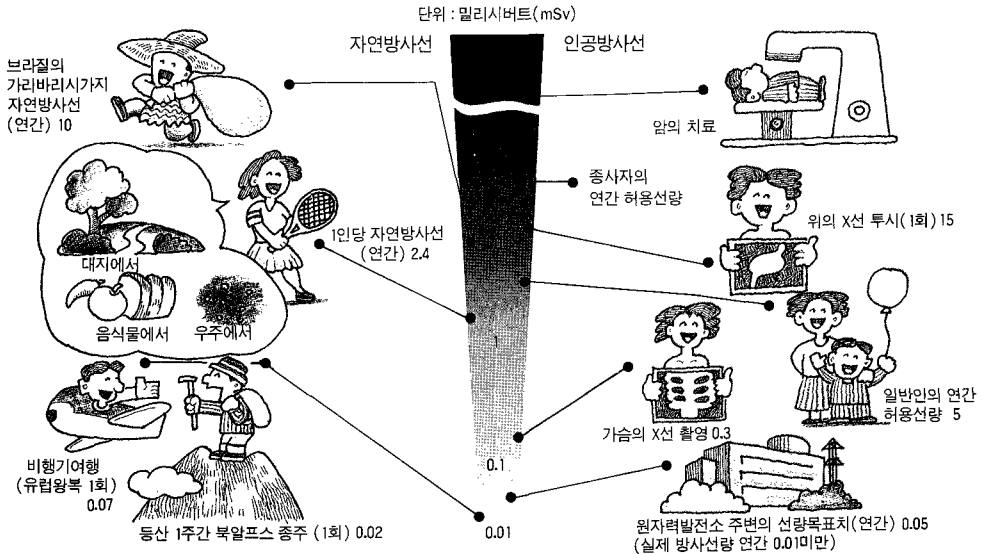 단위 : 밀리시버트(mSv)
자연방사선
인공방사선
브라질의
가리바리시가지
자연방사선
(연간) 10
암의 치료
종사자의
연간 허용선량
위의 X선 투시(1회) 15
1인당 자연방사선
(연간) 2.4
대지에서
음식물에서
우주에서
1
일반인의 연간
허용선량 5
가슴의 X선 촬영 0.3
비행기여행
(유럽왕복 1회)
0.07
등산 1주간 북알프스 종주 (1회) 0.02
0.1
0.01
원자력발전소 주변의 선량목표치(연간) 0.05
(실제 방사선량 연간 0.01미만)